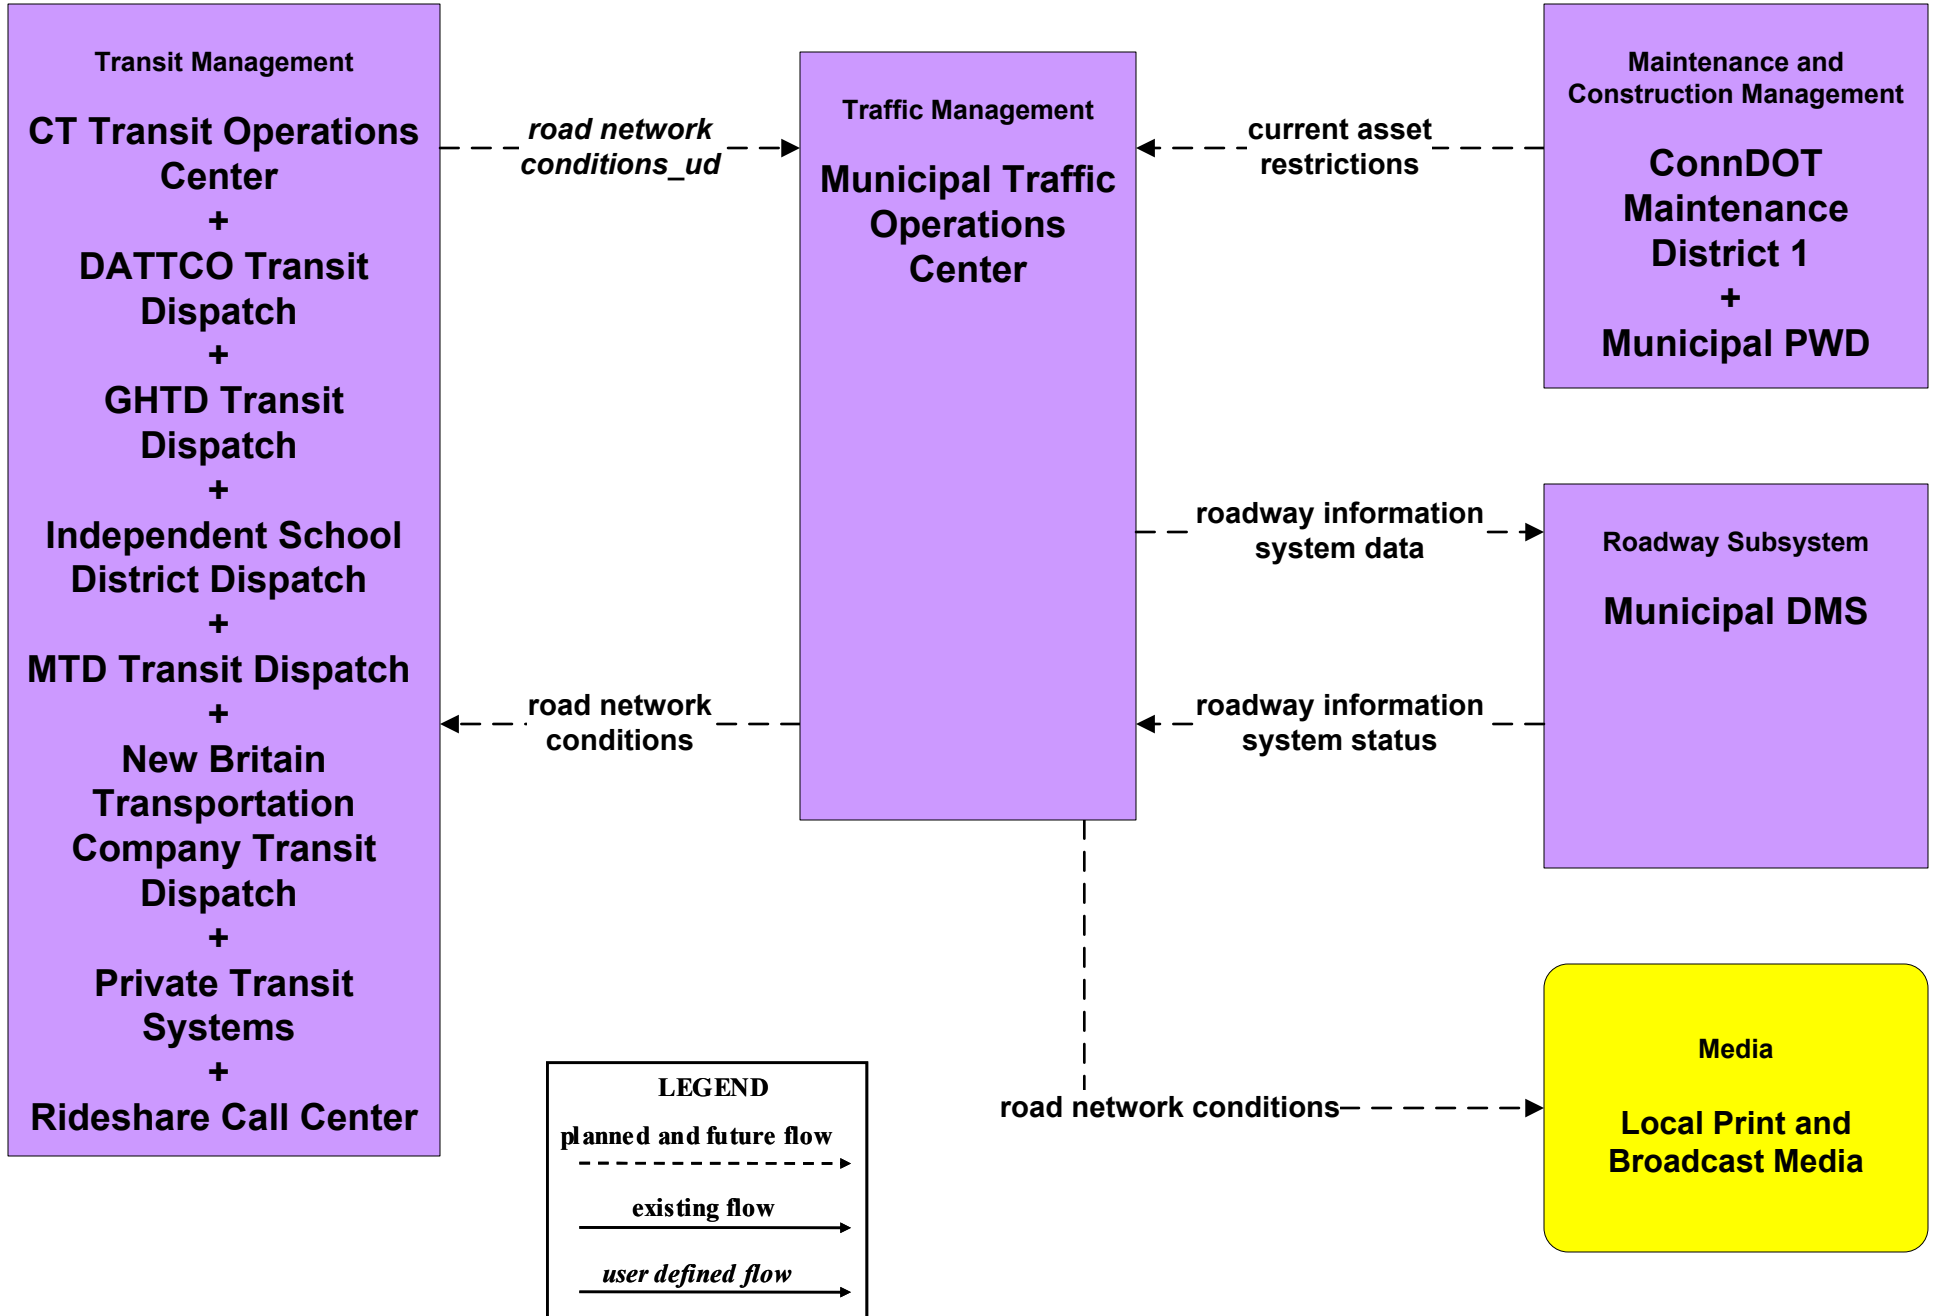 Transit Management
CT Transit Operations
Center
+
DATTCO Transit
Dispatch
+
GHTD Transit
Dispatch
+
Independent School
District Dispatch
+
MTD Transit Dispatch
+
New Britain
Transportation
Company Transit
Dispatch
+
Private Transit
Systems
+
Rideshare Call Center
road network
conditions_ud
road network
conditions
Traffic Management
Municipal Traffic
Operations
Center
current asset
restrictions
roadway information
system data
roadway information
system status
road network conditions
Maintenance and
Construction Management
ConnDOT
Maintenance
District 1
+
Municipal PWD
Roadway Subsystem
Municipal DMS
Media
Local Print and
Broadcast Media
LEGEND
planned and future flow
existing flow
user defined flow